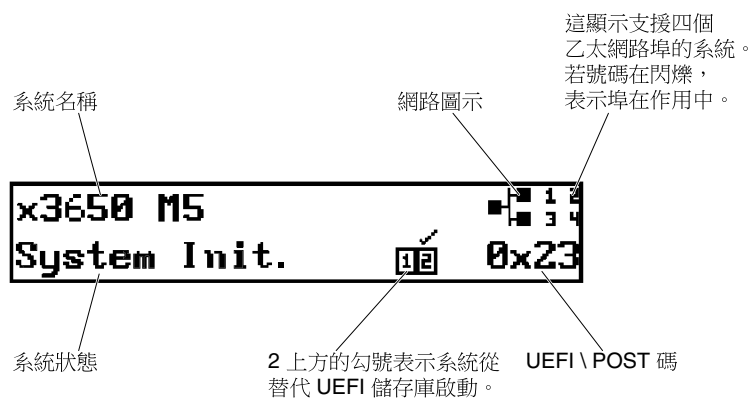 這顯示支援四個
乙太網路埠的系統。
若號碼在閃爍，
表示埠在作用中。
系統名稱
網路圖示
x3650 M5
1 2
3 4
System Init.
1 2
0x23
系統狀態
2 上方的勾號表示系統從
替代 UEFI 儲存庫啟動。
UEFI \ POST 碼